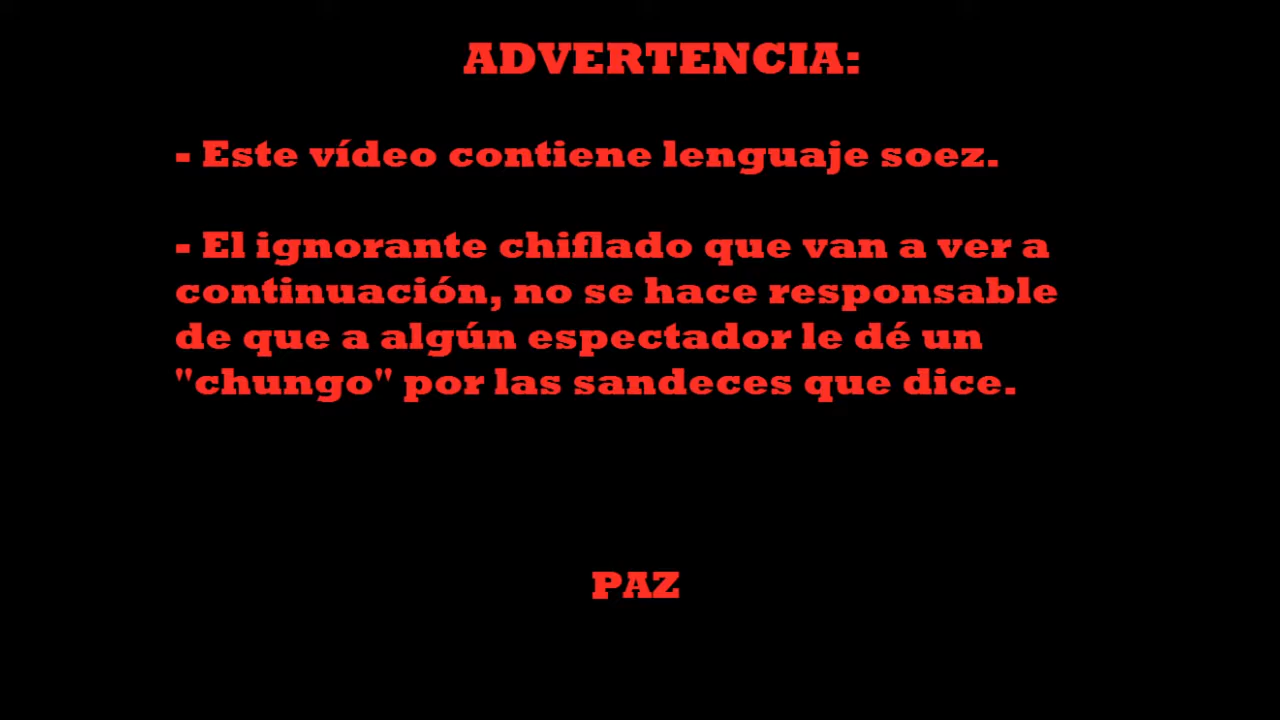 ADVERTENCIA:
- Este vídeo contiene lenguaje soez.
- El ignorante chiflado que van a ver a
continuación, no se hace responsable
de que a algún espectador le dé un
"chungo" por las sandeces que dice.
PAZ